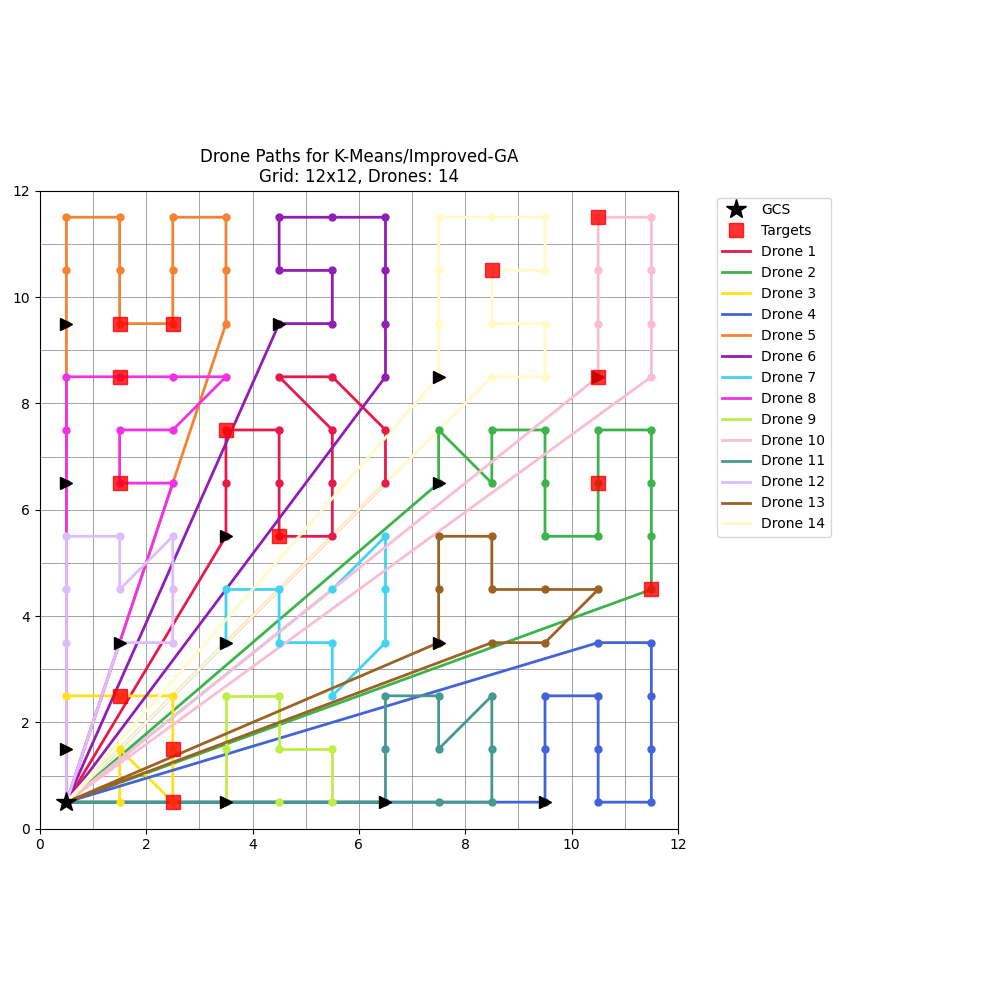 Drone Paths for K-Means/Improved-GA
Grid: 12x12, Drones: 14
12
10
8
6
4
2
0
0 2 4 6 8 10 12
GCS
Targets
Drone 1
Drone 2
Drone 3
Drone 4
Drone 5
Drone 6
Drone 7
Drone 8
Drone 9
Drone 10
Drone 11
Drone 12
Drone 13
Drone 14